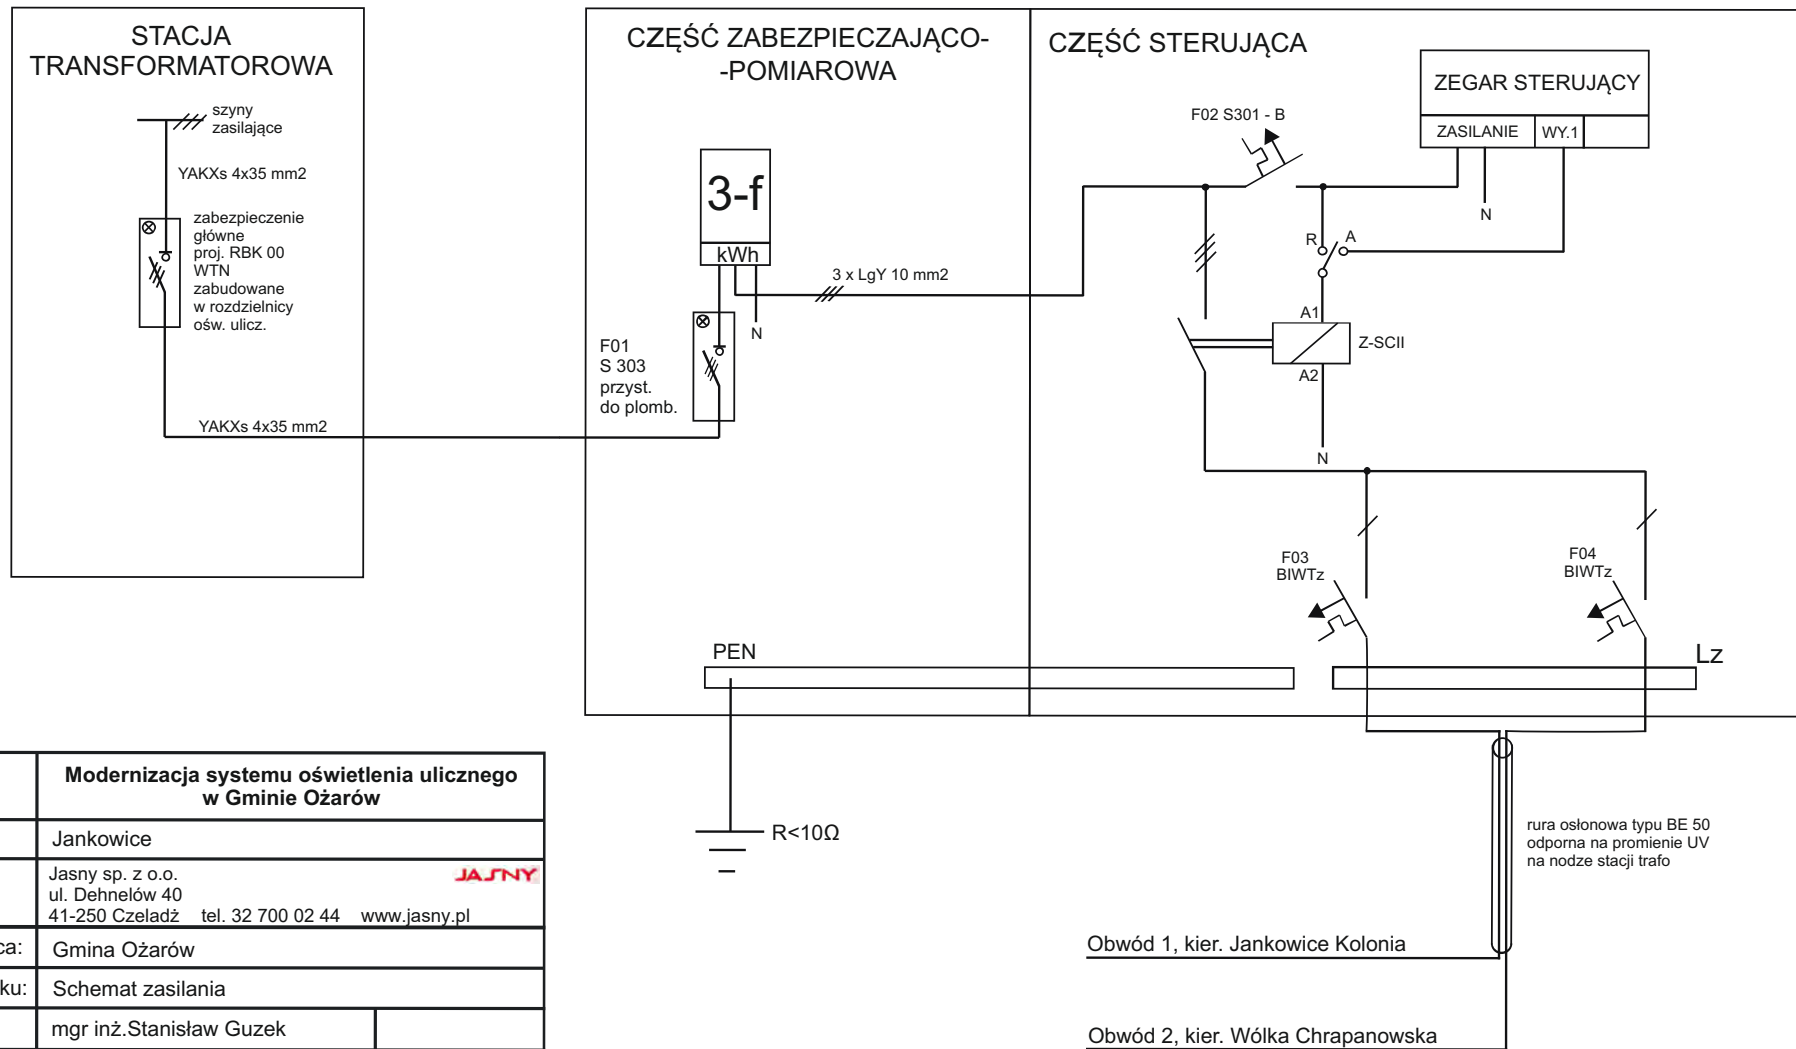 STACJA
TRANSFORMATOROWA
szyny
zasilające
YAKXs 4x35 mm2
zabezpieczenie
główne
proj. RBK 00
WTN
zabudowane
w rozdzielnicy
ośw. ulicz.
YAKXs 4x35 mm2
CZĘŚĆ ZABEZPIECZAJĄCO-
-POMIAROWA
3-f
kWh
N
3 x LgY 10 mm2
F01
S 303
przyst.
do plomb.
CZĘŚĆ STERUJĄCA
F02 S301 - B
ZEGAR STERUJĄCY
ZASILANIE
WY.1
N
R
A
A1
Z-SCII
A2
N
F03
BIWTz
F04
BIWTz
PEN
Lz
R<10Ω
rura osłonowa typu BE 50
odporna na promienie UV
na nodze stacji trafo
Obwód 1, kier. Jankowice Kolonia
Obwód 2, kier. Wólka Chrapanowska
Modernizacja systemu oświetlenia ulicznego
w Gminie Ożarów
Jankowice
Jasny sp. z o.o.
JASNY
ul. Dehnelów 40
41-250 Czeladż tel. 32 700 02 44 www.jasny.pl
ca: Gmina Ożarów
ku: Schemat zasilania
mgr inż.Stanisław Guzek